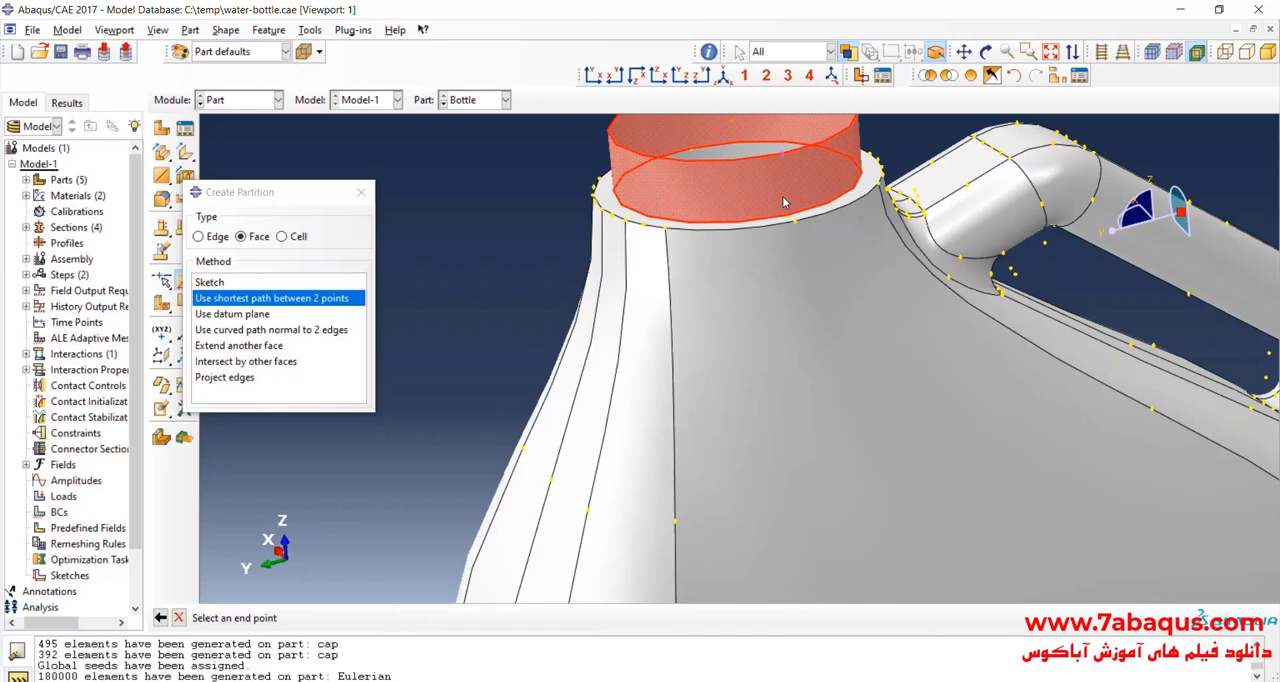 Abaqus/CAE 2017 - Model Database: C:\temp\water-bottle.cae [Viewport: 1]
File Model Viewport View Part Shape Feature Tools Plug-ins Help
Part defaults All
1 2 3 4
Model Results Module: Part Model: Model-1 Part: Bottle
Model
Models (1)
Model-1
Parts (5)
Materials (2)
Calibrations
Sections (4)
Profiles
Assembly
Steps (2)
Field Output Requ
History Output Re
Time Points
ALE Adaptive Mes
Interactions (1)
Interaction Proper
Contact Controls
Contact Initializat
Contact Stabilizat
Constraints
Connector Section
Fields
Amplitudes
Loads
BCs
Predefined Fields
Remeshing Rules
Optimization Task
Sketches
Annotations
Analysis
(XYZ)
Create Partition
Type
Edge Face Cell
Method
Sketch
Use shortest path between 2 points
Use datum plane
Use curved path normal to 2 edges
Extend another face
Intersect by other faces
Project edges
Z
X
Y
Z
Y
Select an end point
www.7abaqus.com
دانلود فیلم های آموزش آباکوس
495 elements have been generated on part: cap
392 elements have been generated on part: cap
Global seeds have been assigned.
180000 elements have been generated on part: Eulerian